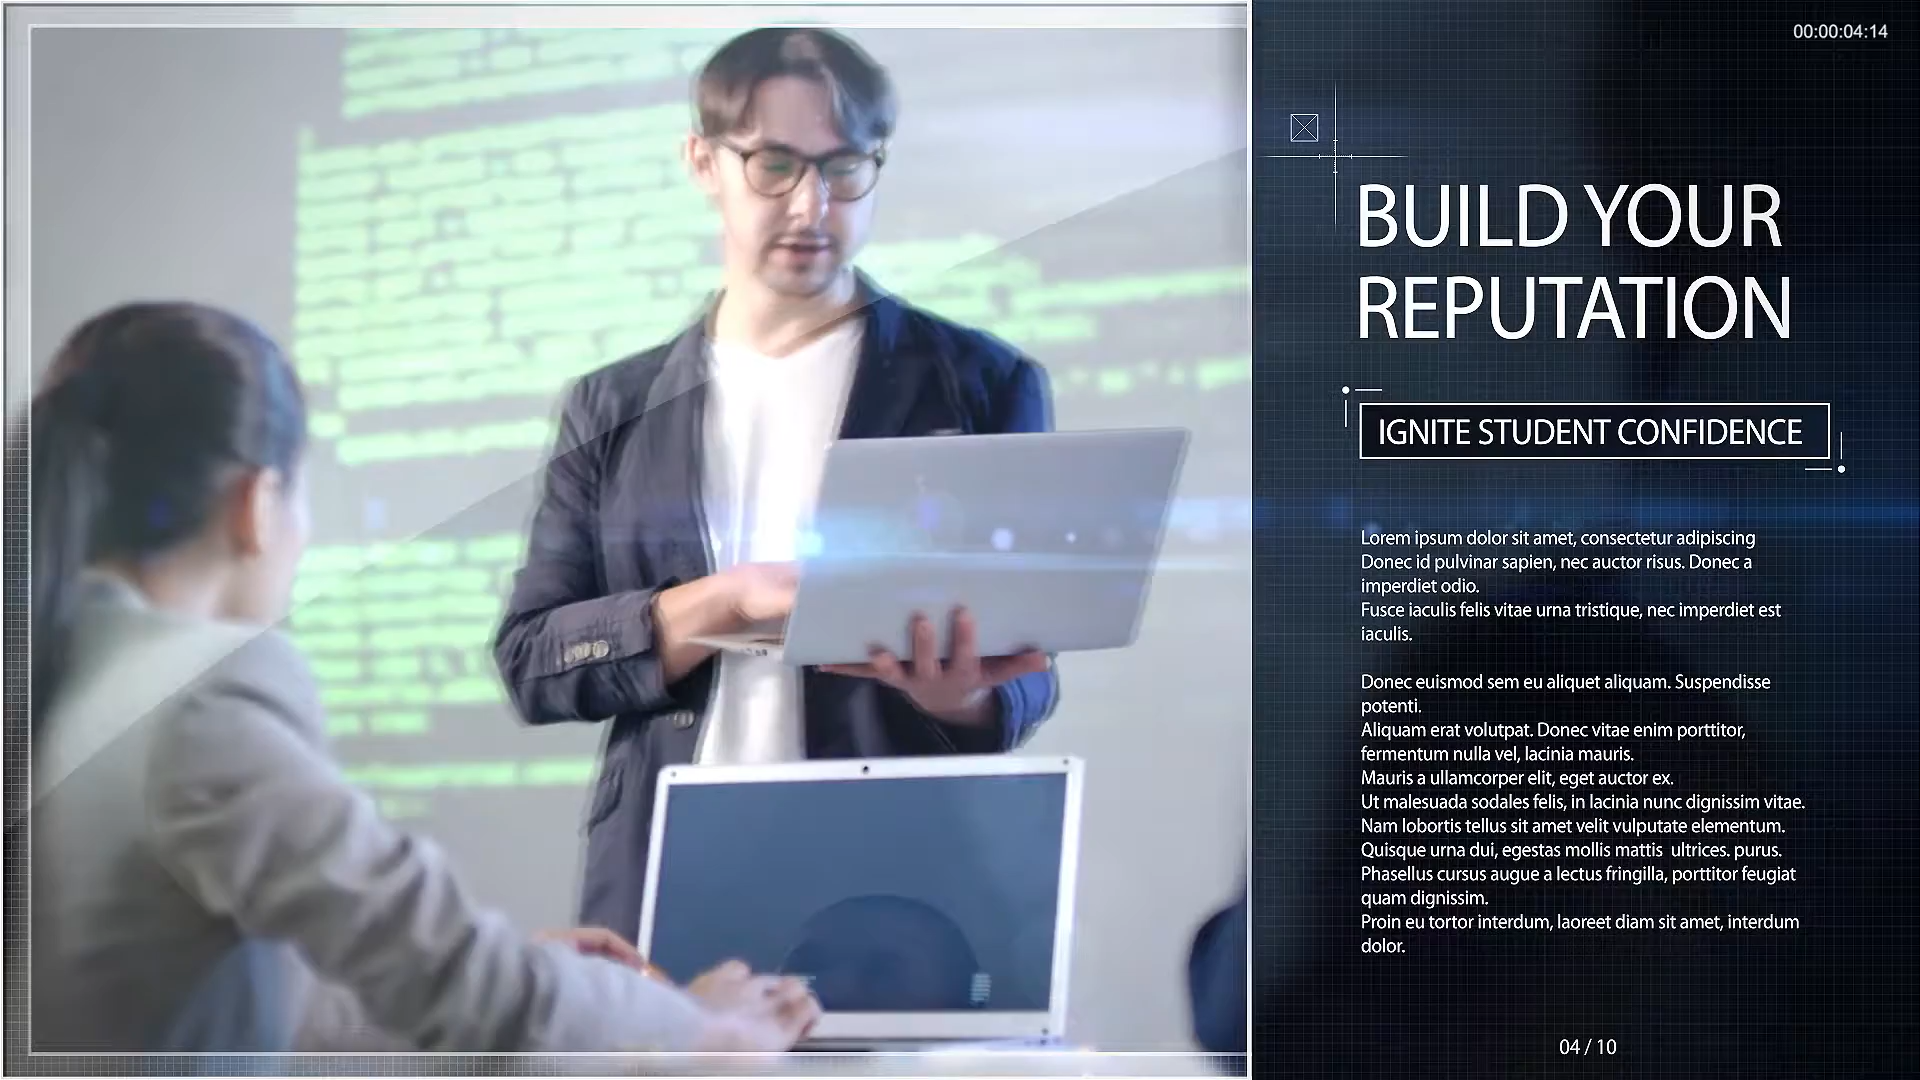 00:00:04:14
BUILD YOUR
REPUTATION
IGNITE STUDENT CONFIDENCE
Lorem ipsum dolor sit amet, consectetur adipiscing
Donec id pulvinar sapien, nec auctor risus. Donec a
imperdiet odio.
Fusce iaculis felis vitae urna tristique, nec imperdiet est
iaculis.
Donec euismod sem eu aliquet aliquam. Suspendisse
potenti.
Aliquam erat volutpat. Donec vitae enim porttitor,
fermentum nulla vel, lacinia mauris.
Mauris a ullamcorper elit, eget auctor ex.
Ut malesuada sodales felis, in lacinia nunc dignissim vitae.
Nam lobortis tellus sit amet velit vulputate elementum.
Quisque urna dui, egestas mollis mattis  ultrices. purus.
Phasellus cursus augue a lectus fringilla, porttitor feugiat
quam dignissim.
Proin eu tortor interdum, laoreet diam sit amet, interdum
dolor.
04 / 10